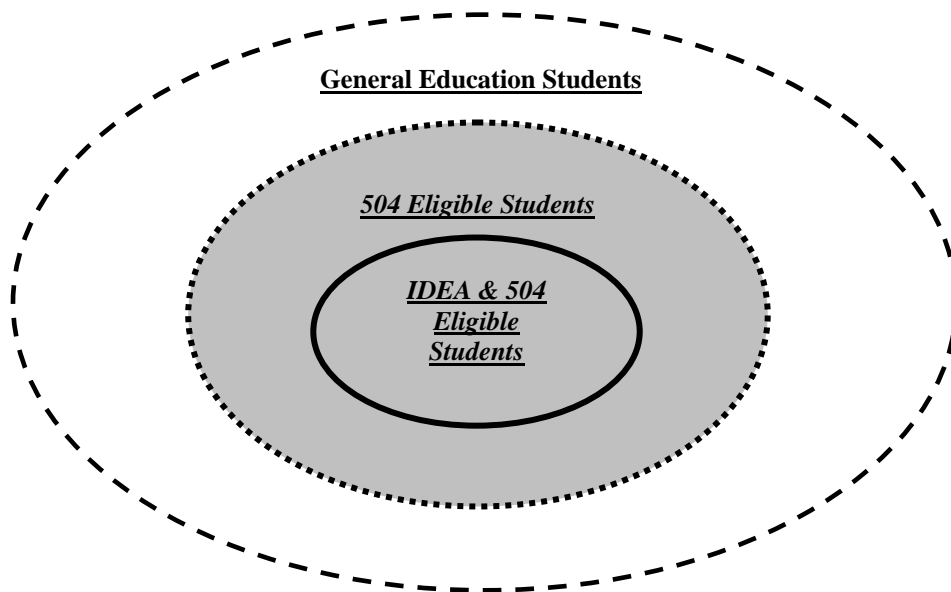 General Education Students
504 Eligible Students
IDEA & 504
Eligible
Students